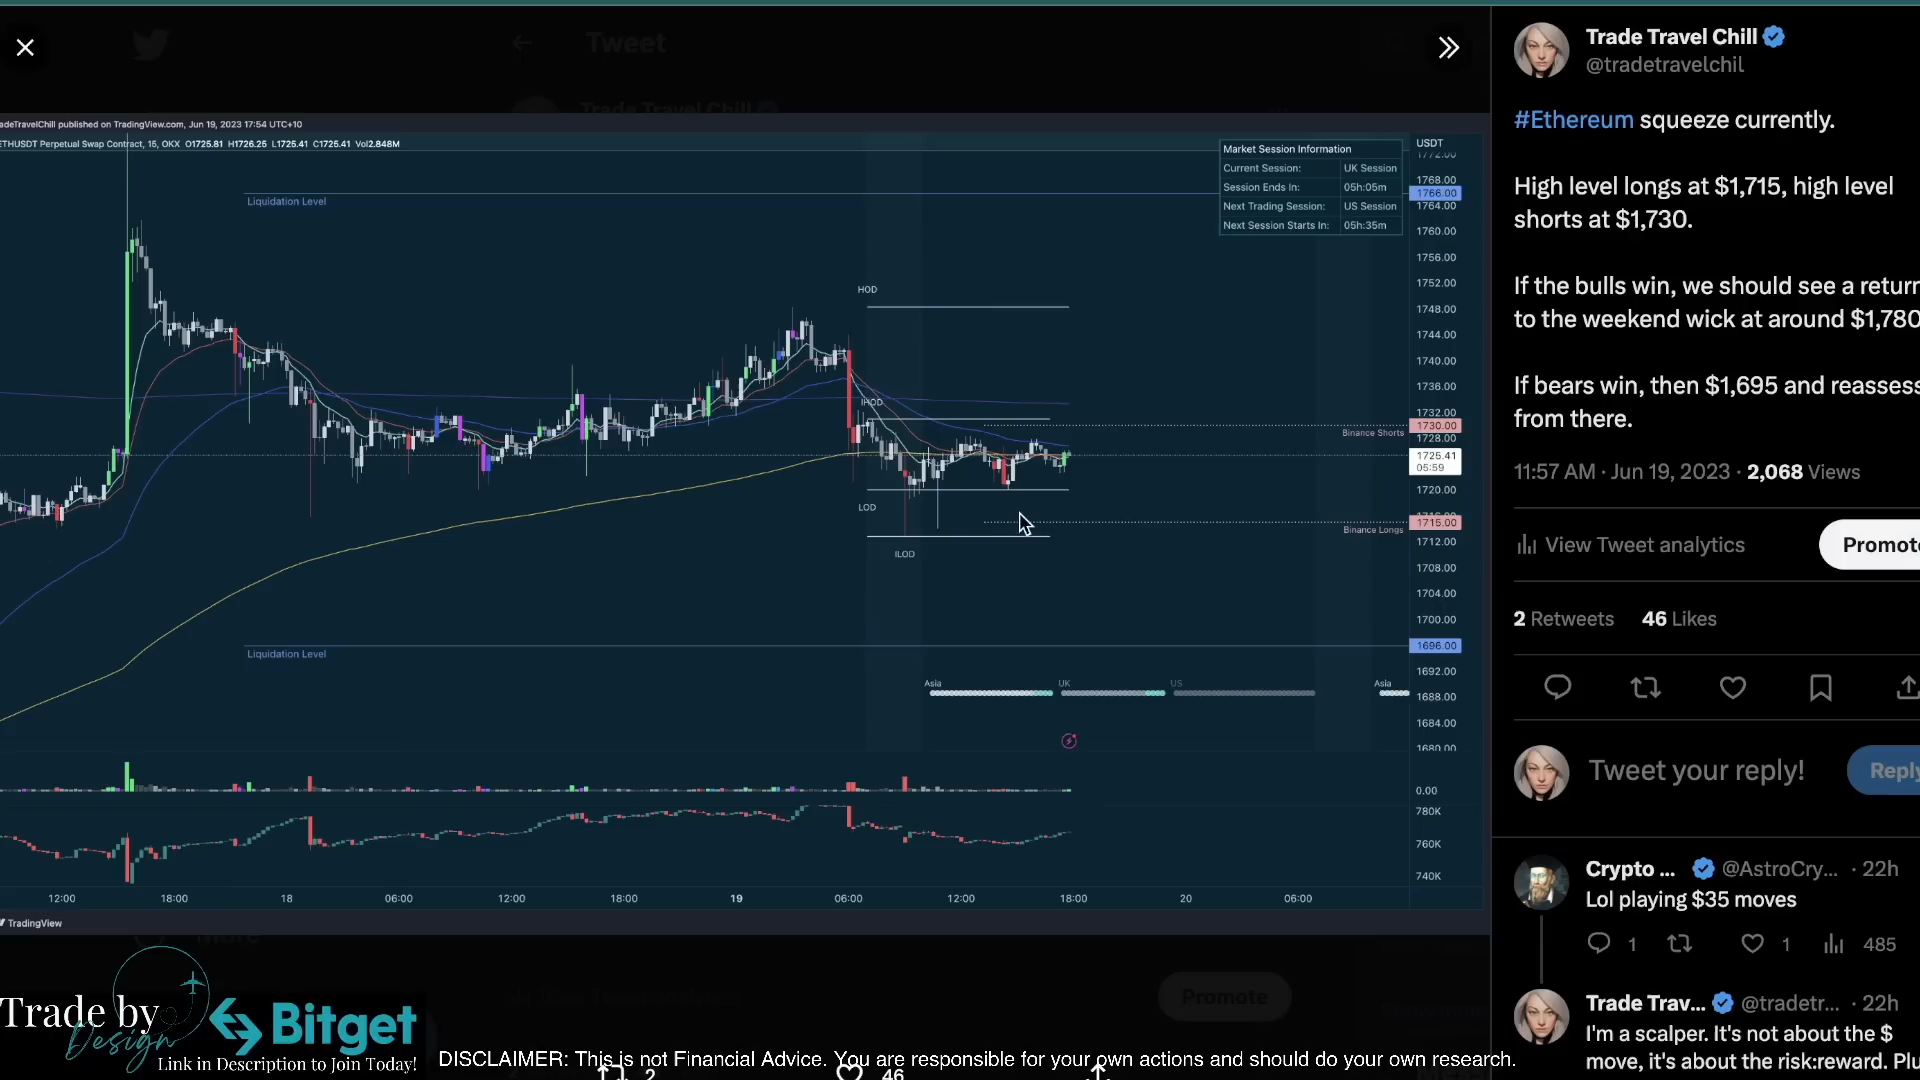 Tweet
Trade Travel Chill
Trade Travel Chill
@tradetravelchil
#Ethereum squeeze currently.
High level longs at $1,715, high level
shorts at $1,730.
If the bulls win, we should see a return
to the weekend wick at around $1,780
If bears win, then $1,695 and reassess
from there.
11:57 AM · Jun 19, 2023 · 2,068 Views
View Tweet analytics
Promote
2 Retweets 46 Likes
Tweet your reply!
Reply
Crypto ... @AstroCry... · 22h
Lol playing $35 moves
1 1 485
Trade Trav... @tradetr... · 22h
I'm a scalper. It's not about the $
move, it's about the risk:reward. Plu
adeTravelChill published on TradingView.com, Jun 19, 2023 17:54 UTC+10
ETHUSDT Perpetual Swap Contract, 15, OKX O1725.81 H1726.25 L1725.41 C1725.41 Vol2.848M
Market Session Information
Current Session: UK Session
Session Ends In: 05h:05m
Next Trading Session: US Session
Next Session Starts In: 05h:35m
USDT
1772.00
1768.00
1766.00
1764.00
1760.00
1756.00
1752.00
1748.00
1744.00
1740.00
1736.00
1732.00
1730.00
1728.00
1725.41
05:59
1720.00
1715.00
1712.00
1708.00
1704.00
1700.00
1696.00
1692.00
1688.00
1684.00
1680.00
0.00
780K
760K
740K
Liquidation Level
HOD
IHOD
Binance Shorts
LOD
Binance Longs
ILOD
Liquidation Level
Asia UK US Asia
12:00 18:00 18 06:00 12:00 18:00 19 06:00 12:00 18:00 20 06:00
TradingView
Promote
Trade by
Design
Bitget
Link in Description to Join Today!
DISCLAIMER: This is not Financial Advice. You are responsible for your own actions and should do your own research.
2 46